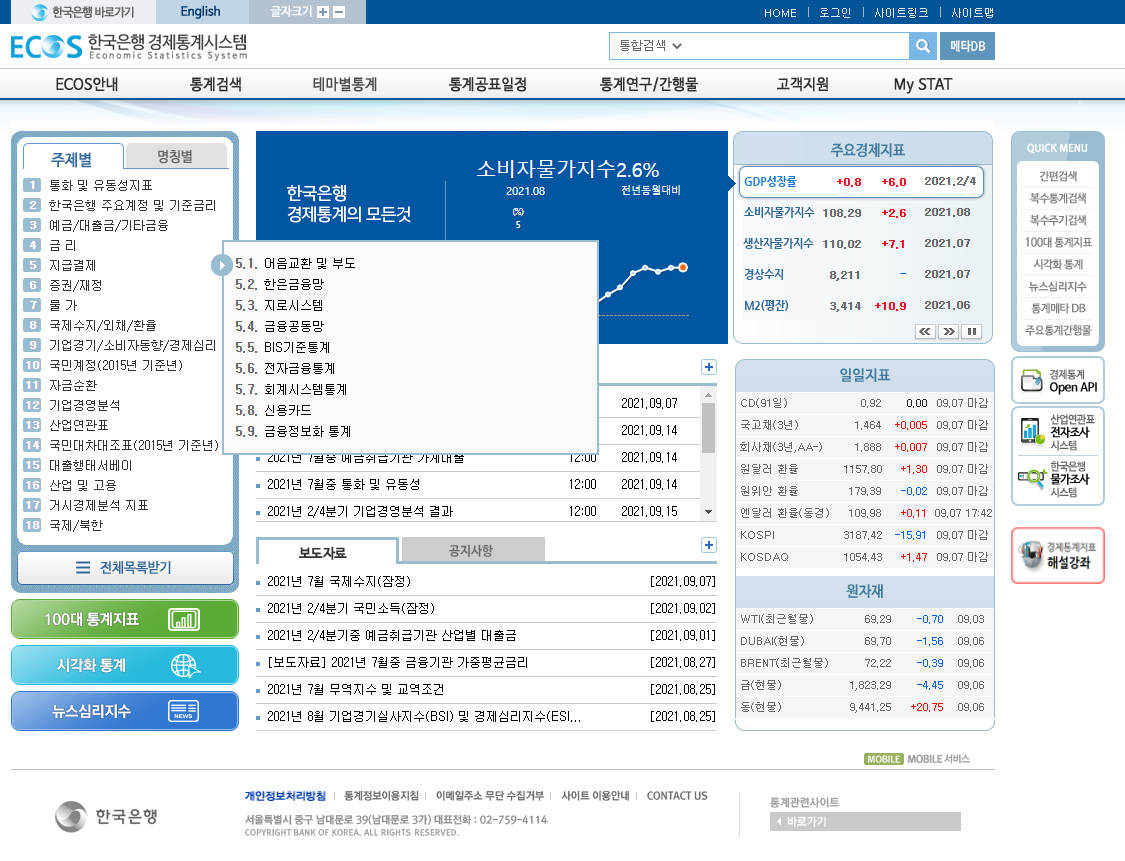 한국은행 바로가기
English
글자크기
HOME
로그인
사이트링크
사이트맵
ECOS 한국은행 경제통계시스템
Economic Statistics System
통합검색
메타DB
ECOS안내
통계검색
테마별통계
통계공표일정
통계연구/간행물
고객지원
My STAT
주제별
명칭별
1 통화 및 유동성지표
2 한국은행 주요계정 및 기준금리
3 예금/대출금/기타금융
4 금 리
5 지급결제
6 증권/재정
7 물 가
8 국제수지/외채/환율
9 기업경기/소비자동향/경제심리
10 국민계정(2015년 기준년)
11 자금순환
12 기업경영분석
13 산업연관표
14 국민대차대조표(2015년 기준년)
15 대출행태서베이
16 산업 및 고용
17 거시경제분석 지표
18 국제/북한
전체목록받기
100대 통계지표
시각화 통계
뉴스심리지수
NEWS
한국은행
경제통계의 모든것
소비자물가지수2.6%
2021.08
전년동월대비
(%)
5
5.1. 어음교환 및 부도
5.2. 한은금융망
5.3. 지로시스템
5.4. 금융공동망
5.5. BIS기준통계
5.6. 전자금융통계
5.7. 회계시스템통계
5.8. 신용카드
5.9. 금융정보화 통계
2021.09.07
2021.09.14
2021년 7월중 예금취급기관 가계대출 12:00 2021.09.14
2021년 7월중 통화 및 유동성 12:00 2021.09.14
2021년 2/4분기 기업경영분석 결과 12:00 2021.09.15
보도자료
공지사항
2021년 7월 국제수지(잠정) [2021.09.07]
2021년 2/4분기 국민소득(잠정) [2021.09.02]
2021년 2/4분기중 예금취급기관 산업별 대출금 [2021.09.01]
[보도자료] 2021년 7월중 금융기관 가중평균금리 [2021.08.27]
2021년 7월 무역지수 및 교역조건 [2021.08.25]
2021년 8월 기업경기실사지수(BSI) 및 경제심리지수(ESI... [2021.08.25]
주요경제지표
GDP성장률 +0.8 +6.0 2021.2/4
소비자물가지수 108.29 +2.6 2021.08
생산자물가지수 110.02 +7.1 2021.07
경상수지 8,211 - 2021.07
M2(평잔) 3,414 +10.9 2021.06
일일지표
CD(91일) 0.92 0.00 09.07 마감
국고채(3년) 1.464 +0.005 09.07 마감
회사채(3년,AA-) 1.888 +0.007 09.07 마감
원달러 환율 1157.80 +1.30 09.07 마감
원위안 환율 179.39 -0.02 09.07 마감
엔달러 환율(동경) 109.98 +0.11 09.07 17:42
KOSPI 3187.42 -15.91 09.07 마감
KOSDAQ 1054.43 +1.47 09.07 마감
원자재
WTI(최근월물) 69.29 -0.70 09.03
DUBAI(현물) 69.70 -1.56 09.06
BRENT(최근월물) 72.22 -0.39 09.06
금(현물) 1,823.29 -4.45 09.06
동(현물) 9,441.25 +20.75 09.06
QUICK MENU
간편검색
복수통계검색
복수주기검색
100대 통계지표
시각화 통계
뉴스심리지수
통계메타 DB
주요통계간행물
경제통계
Open API
산업연관표
전자조사
시스템
한국은행
물가조사
시스템
경제통계지표
해설강좌
MOBILE MOBILE 서비스
한국은행
개인정보처리방침
통계정보이용지침
이메일주소 무단 수집거부
사이트 이용안내
CONTACT US
서울특별시 중구 남대문로 39(남대문로 3가) 대표전화 : 02-759-4114
COPYRIGHT BANK OF KOREA. ALL RIGHTS RESERVED.
통계관련사이트
바로가기